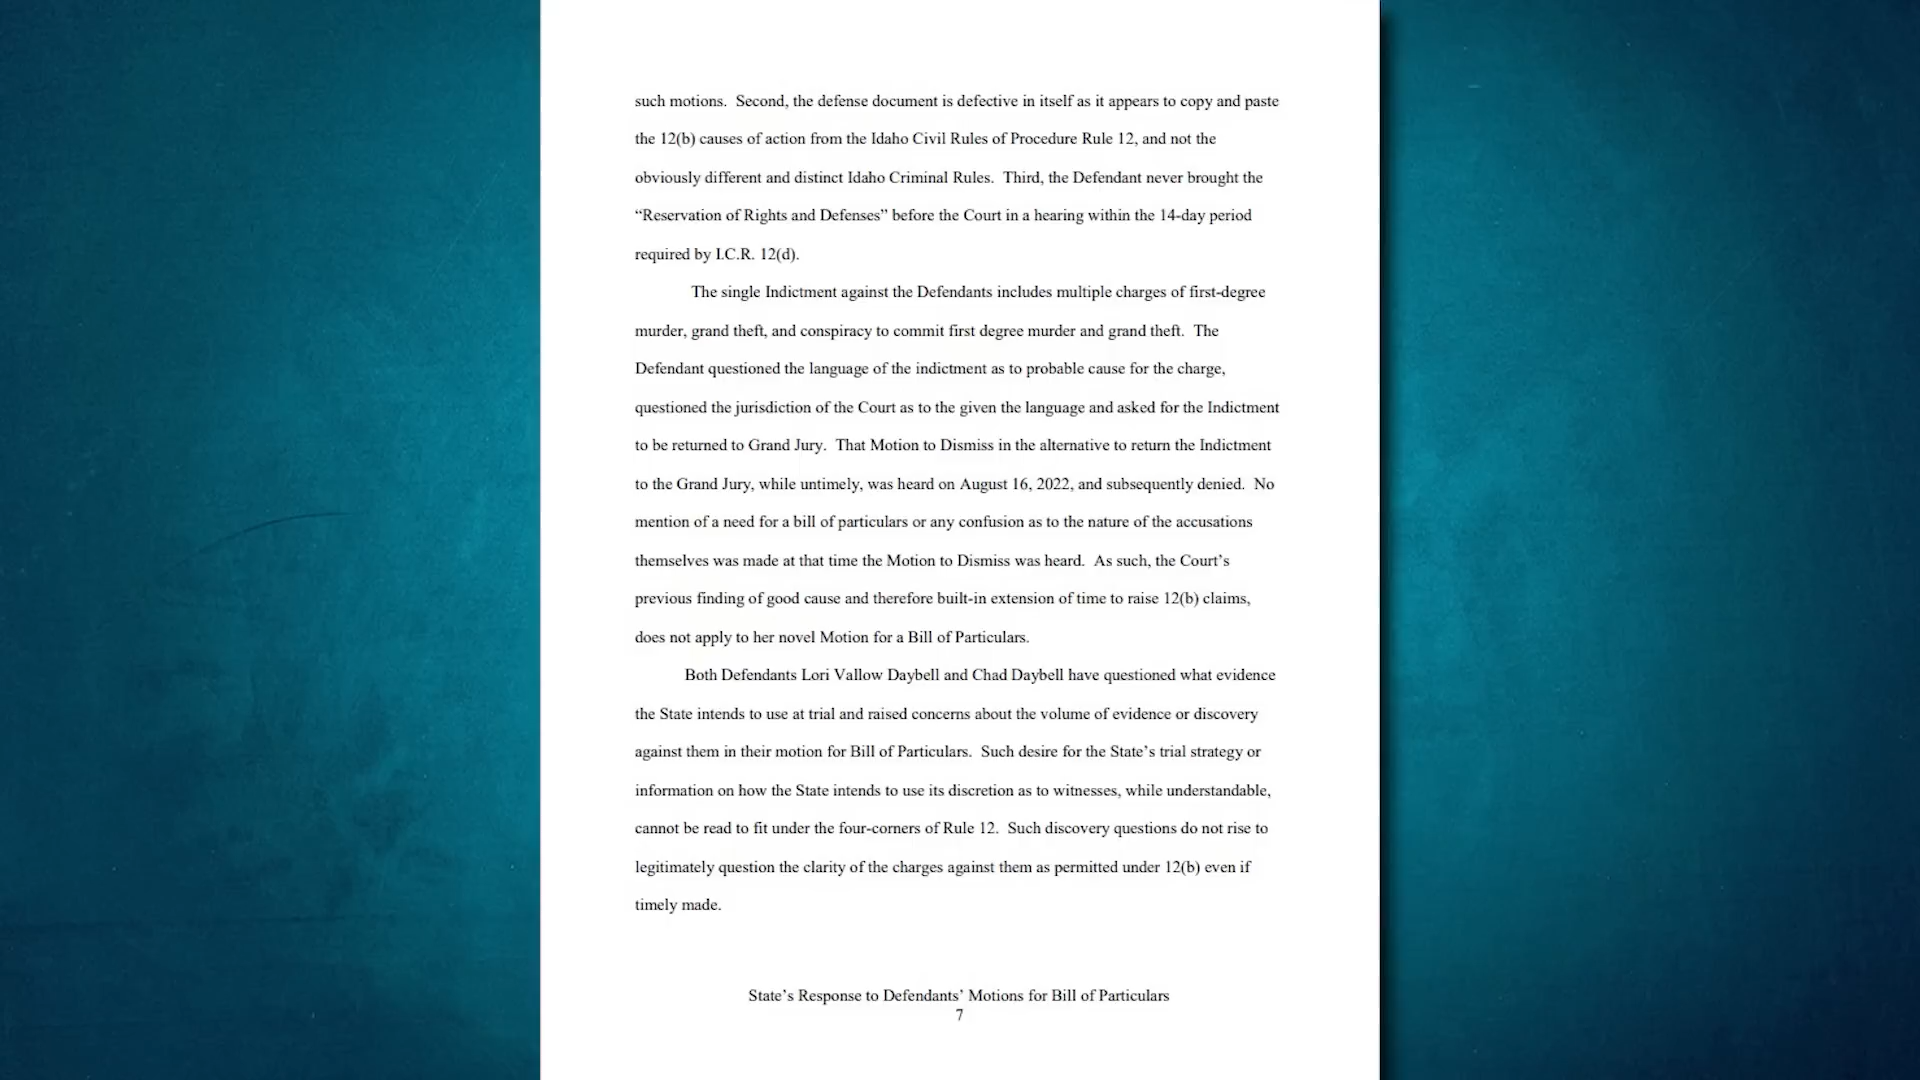 such motions.  Second, the defense document is defective in itself as it appears to copy and paste
the 12(b) causes of action from the Idaho Civil Rules of Procedure Rule 12, and not the
obviously different and distinct Idaho Criminal Rules.  Third, the Defendant never brought the
“Reservation of Rights and Defenses” before the Court in a hearing within the 14-day period
required by I.C.R. 12(d).
The single Indictment against the Defendants includes multiple charges of first-degree
murder, grand theft, and conspiracy to commit first degree murder and grand theft.  The
Defendant questioned the language of the indictment as to probable cause for the charge,
questioned the jurisdiction of the Court as to the given the language and asked for the Indictment
to be returned to Grand Jury.  That Motion to Dismiss in the alternative to return the Indictment
to the Grand Jury, while untimely, was heard on August 16, 2022, and subsequently denied.  No
mention of a need for a bill of particulars or any confusion as to the nature of the accusations
themselves was made at that time the Motion to Dismiss was heard.  As such, the Court’s
previous finding of good cause and therefore built-in extension of time to raise 12(b) claims,
does not apply to her novel Motion for a Bill of Particulars.
Both Defendants Lori Vallow Daybell and Chad Daybell have questioned what evidence
the State intends to use at trial and raised concerns about the volume of evidence or discovery
against them in their motion for Bill of Particulars.  Such desire for the State’s trial strategy or
information on how the State intends to use its discretion as to witnesses, while understandable,
cannot be read to fit under the four-corners of Rule 12.  Such discovery questions do not rise to
legitimately question the clarity of the charges against them as permitted under 12(b) even if
timely made.
State’s Response to Defendants’ Motions for Bill of Particulars
7